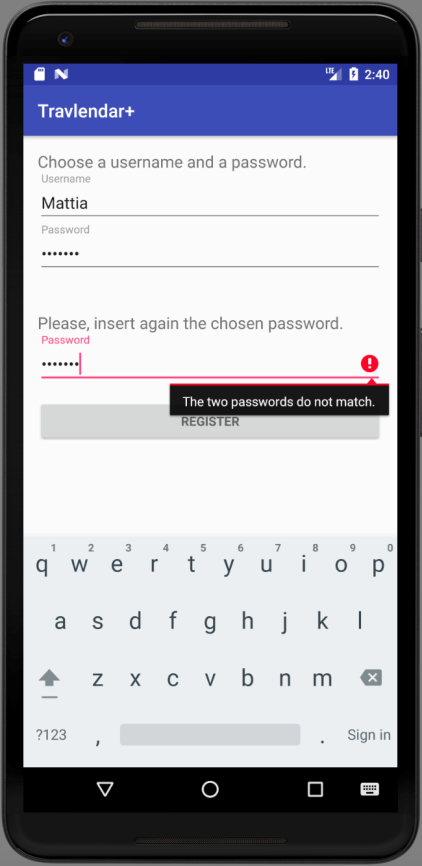 LTE 2:40
Travlendar+
Choose a username and a password.
Username
Mattia
Password
•••••••
Please, insert again the chosen password.
Password
•••••••
The two passwords do not match.
REGISTER
1 2 3 4 5 6 7 8 9 0
q w e r t y u i o p
a s d f g h j k l
z x c v b n m
?123 , . Sign in